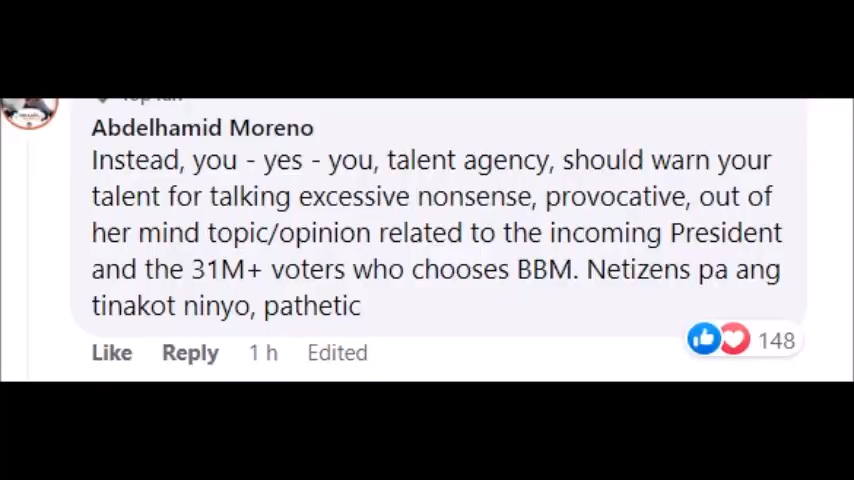 Abdelhamid Moreno
Instead, you - yes - you, talent agency, should warn your
talent for talking excessive nonsense, provocative, out of
her mind topic/opinion related to the incoming President
and the 31M+ voters who chooses BBM. Netizens pa ang
tinakot ninyo, pathetic
Like Reply 1 h Edited 148